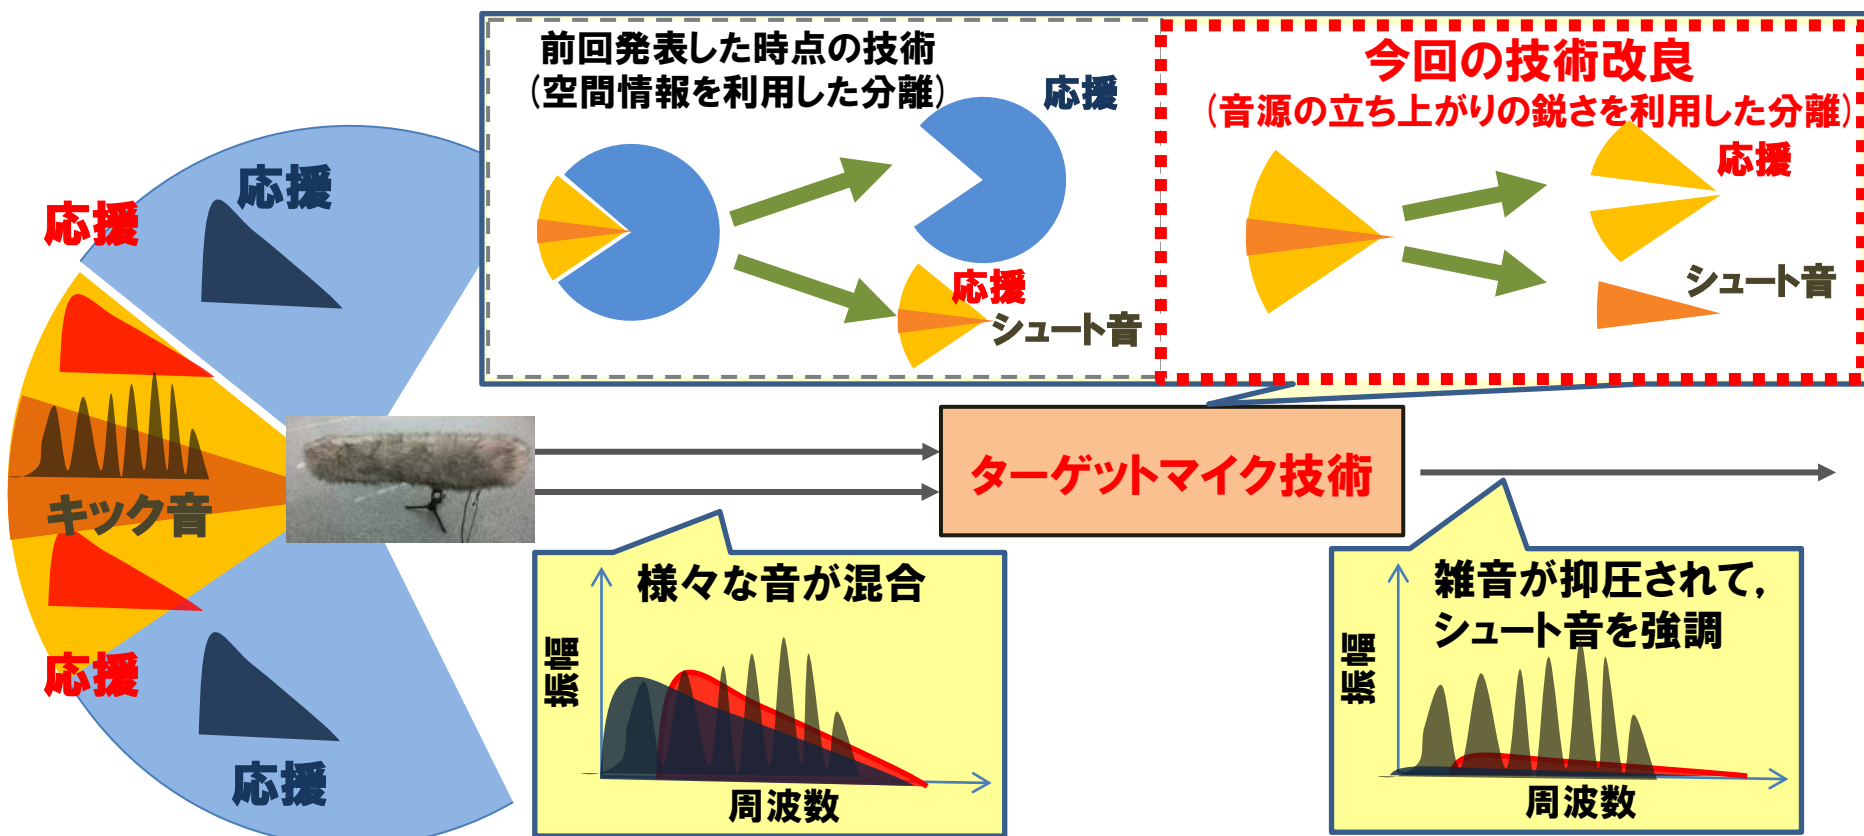 前回発表した時点の技術
(空間情報を利用した分離)
応援
応援
シュート音
今回の技術改良
(音源の立ち上がりの鋭さを利用した分離)
応援
シュート音
応援
応援
キック音
応援
応援
ターゲットマイク技術
様々な音が混合
振幅
周波数
雑音が抑圧されて,
シュート音を強調
振幅
周波数